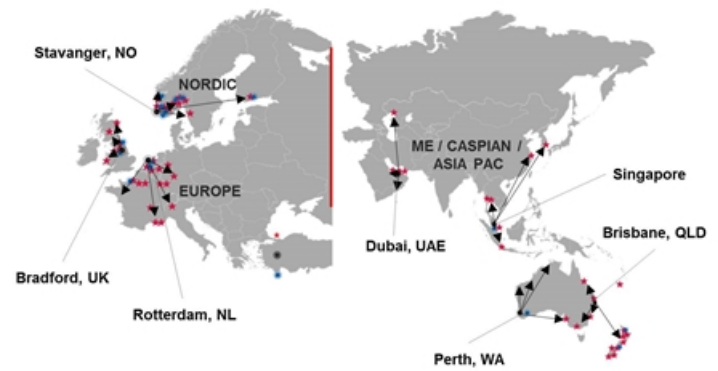 Stavanger, NO
NORDIC
EUROPE
Bradford, UK
Rotterdam, NL
ME / CASPIAN /
ASIA PAC
Singapore
Dubai, UAE
Brisbane, QLD
Perth, WA